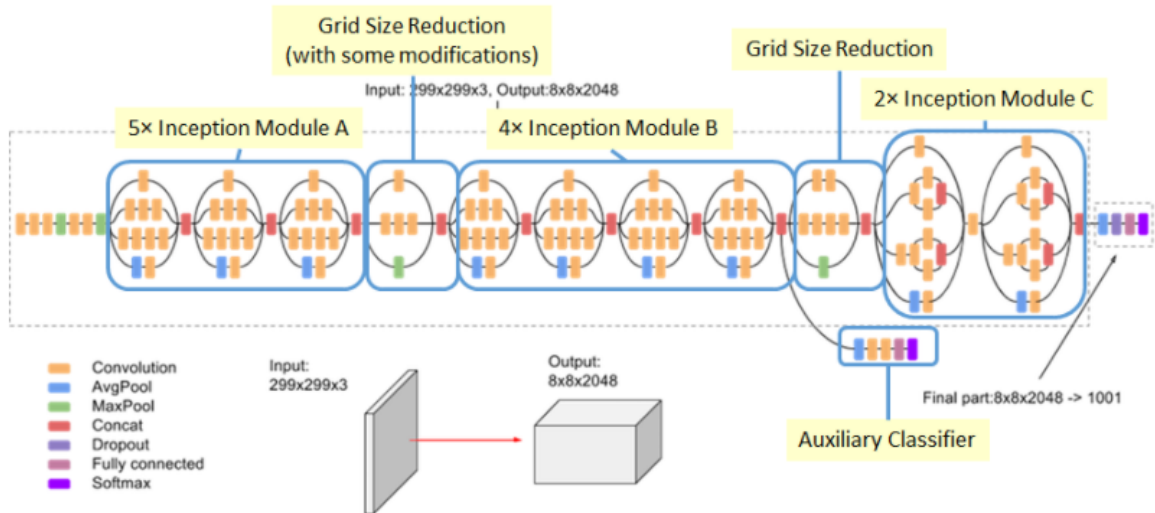 Grid Size Reduction
(with some modifications)
Grid Size Reduction
Input: 299x299x3, Output:8x8x2048
5× Inception Module A
4× Inception Module B
2× Inception Module C
Convolution
AvgPool
MaxPool
Concat
Dropout
Fully connected
Softmax
Input:
299x299x3
Output:
8x8x2048
Final part:8x8x2048 -> 1001
Auxiliary Classifier